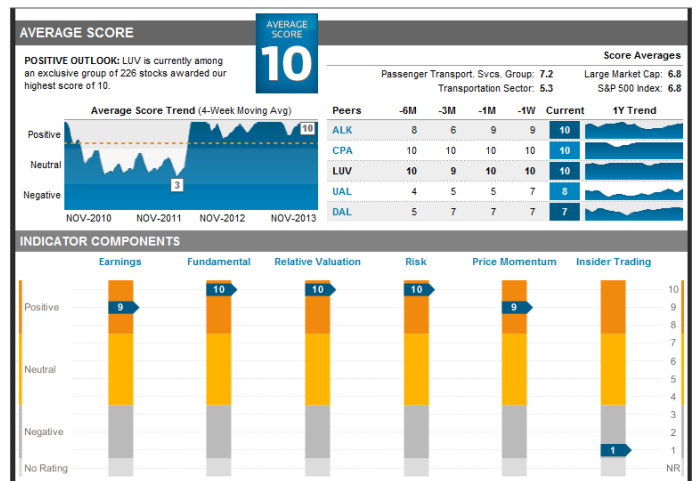 AVERAGE SCORE
AVERAGE
SCORE
10
POSITIVE OUTLOOK: LUV is currently among
an exclusive group of 226 stocks awarded our
highest score of 10.
Score Averages
Passenger Transport. Svcs. Group: 7.2 Large Market Cap: 6.8
Transportation Sector: 5.3 S&P 500 Index: 6.8
Average Score Trend (4-Week Moving Avg)
Positive
Neutral
Negative
10
3
NOV-2010 NOV-2011 NOV-2012 NOV-2013
Peers -6M -3M -1M -1W Current 1Y Trend
ALK 8 6 9 9 10
CPA 10 10 10 10 10
LUV 10 9 10 10 10
UAL 4 5 5 7 8
DAL 5 7 7 7 7
INDICATOR COMPONENTS
Earnings Fundamental Relative Valuation Risk Price Momentum Insider Trading
10 10 10 10
Positive 9 9 9
8
7
6
Neutral 5
4
3
Negative 2
1 1
No Rating NR